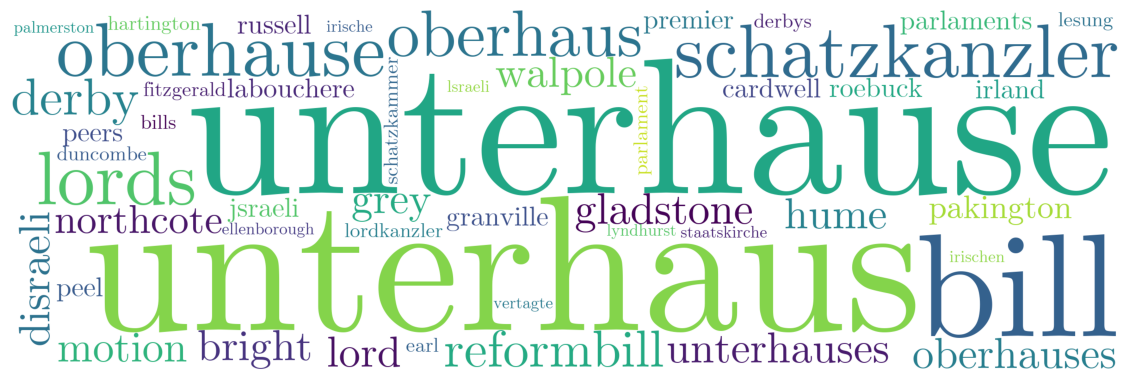 palmerston hartington russell irische oberhaus premier derbys parlaments lesung
oberhause schatzkanzler
walpole
derby fitzgerald labouchere schatzkammer lsraeli parlament cardwell roebuck irland
peers bills unterhause
duncombe
lords
northcote jsraeli grey granville gladstone hume pakington
ellenborough lordkanzler lyndhurst staatskirche
disraeli unterhaus bill irischen
peel vertagte
motion bright lord earl reformbill unterhauses oberhauses